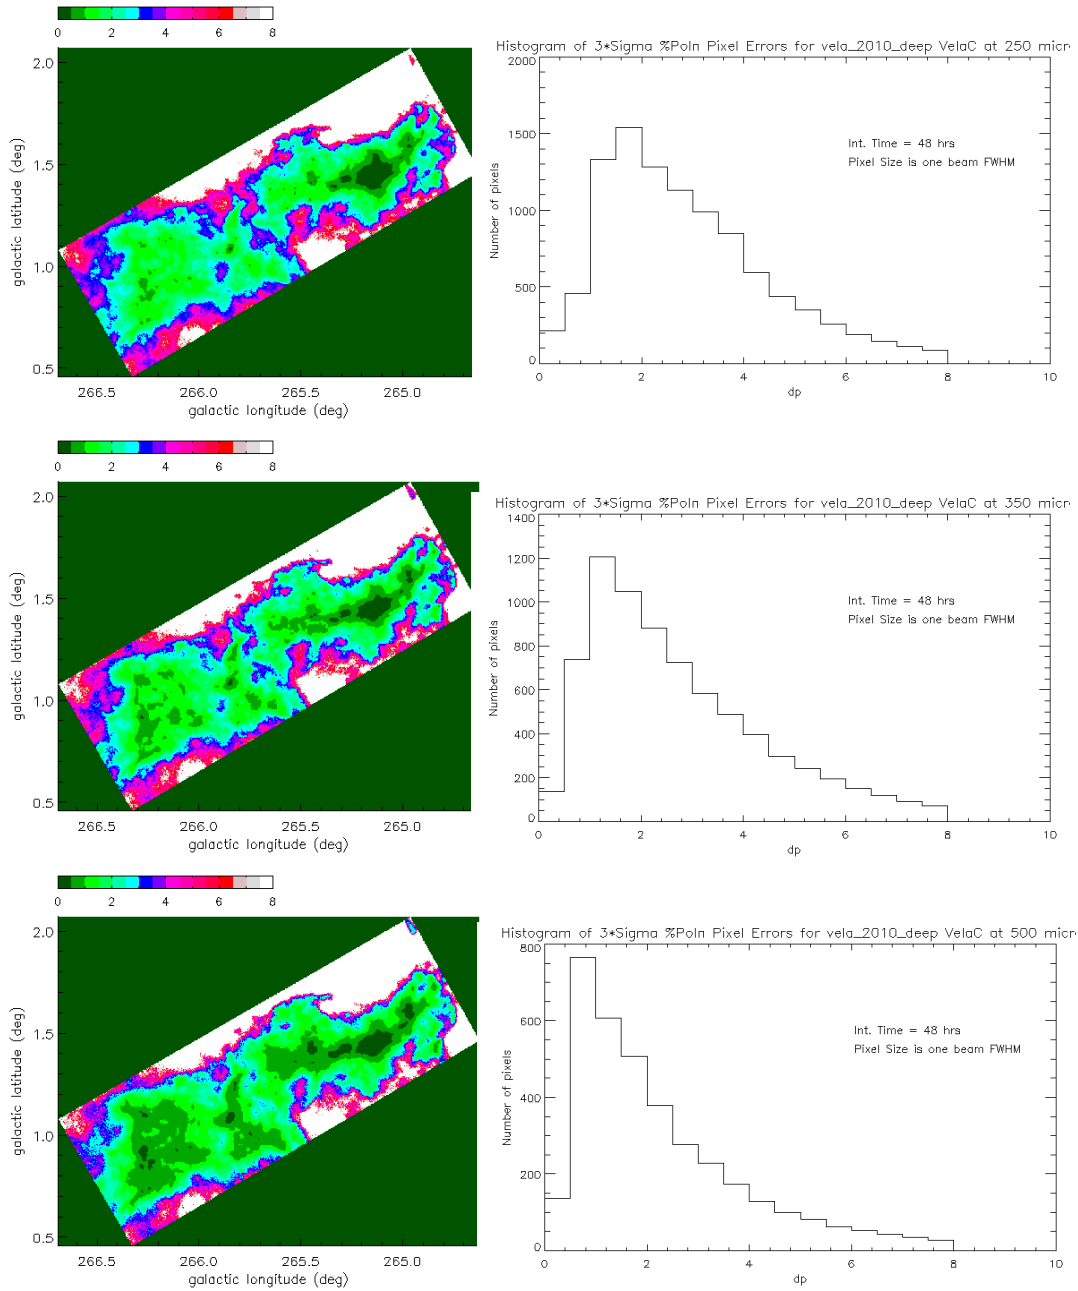 0 2 4 6 8
2.0
1.5
1.0
0.5
galactic latitude (deg)
266.5 266.0 265.5 265.0
galactic longitude (deg)
Histogram of 3*Sigma %Poln Pixel Errors for vela_2010_deep VelaC at 250 micr
2000
1500
1000
500
0
Number of pixels
Int. Time = 48 hrs
Pixel Size is one beam FWHM
0 2 4 6 8 10
dp
0 2 4 6 8
2.0
1.5
1.0
0.5
galactic latitude (deg)
266.5 266.0 265.5 265.0
galactic longitude (deg)
Histogram of 3*Sigma %Poln Pixel Errors for vela_2010_deep VelaC at 350 micr
1400
1200
1000
800
600
400
200
0
Number of pixels
Int. Time = 48 hrs
Pixel Size is one beam FWHM
0 2 4 6 8 10
dp
0 2 4 6 8
2.0
1.5
1.0
0.5
galactic latitude (deg)
266.5 266.0 265.5 265.0
galactic longitude (deg)
Histogram of 3*Sigma %Poln Pixel Errors for vela_2010_deep VelaC at 500 micr
800
600
400
200
0
Number of pixels
Int. Time = 48 hrs
Pixel Size is one beam FWHM
0 2 4 6 8 10
dp